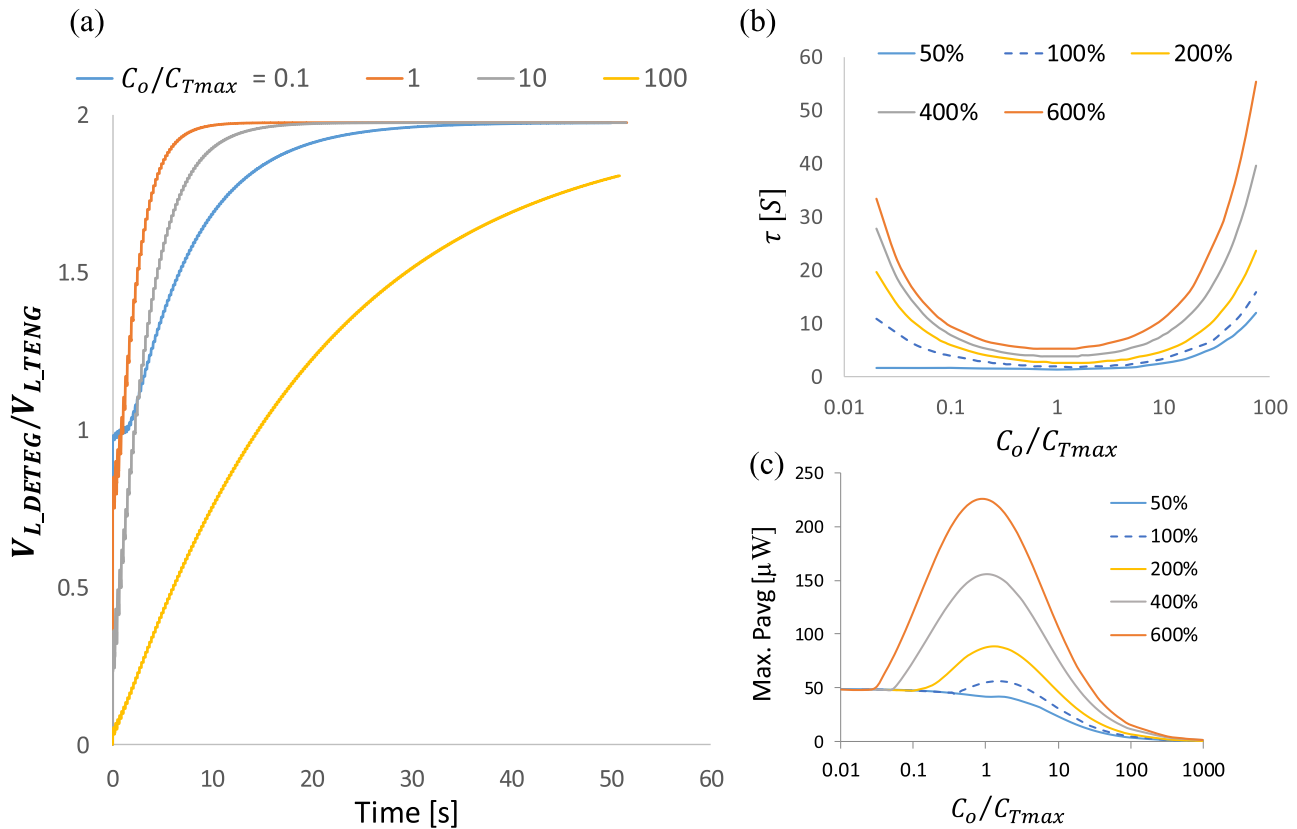 (a)
C_o/C_Tmax = 0.1 1 10 100
2
1.5
1
0.5
0
0 10 20 30 40 50 60
V_L_DETEG/V_L_TENG
Time [s]
(b)
50% 100% 200%
400% 600%
60
50
40
30
20
10
0
0.01 0.1 1 10 100
τ [S]
C_o/C_Tmax
(c)
250
200
150
100
50
0
50%
100%
200%
400%
600%
0.01 0.1 1 10 100 1000
Max. Pavg [μW]
C_o/C_Tmax